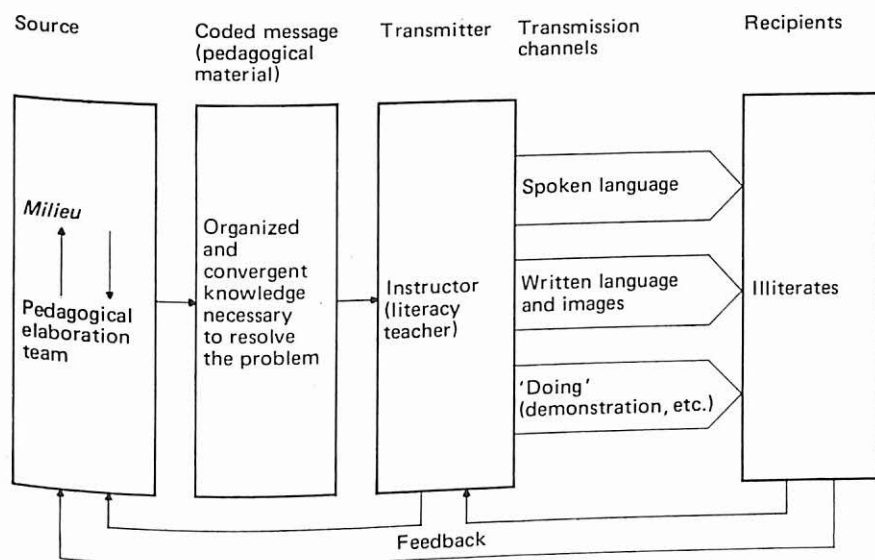 Source
Coded message
(pedagogical
material)
Transmitter
Transmission
channels
Recipients
Milieu
Pedagogical
elaboration
team
Organized
and
convergent
knowledge
necessary
to resolve
the problem
Instructor
(literacy
teacher)
Spoken language
Written language
and images
'Doing'
(demonstration, etc.)
Illiterates
Feedback